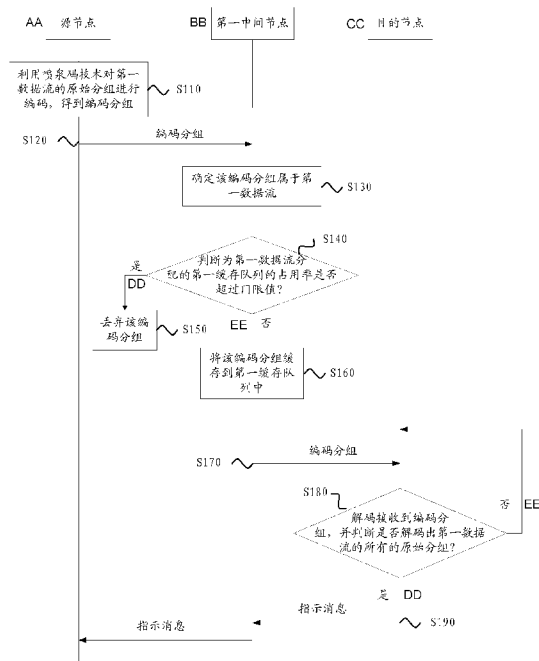 AA 源节点
BB 第一中间节点
CC 目的节点
利用喷泉码技术对第一
数据流的原始分组进行
编码，得到编码分组
S110
S120
编码分组
确定该编码分组属于第一
数据流
S130
S140
判断为第一数据流分
配的第一缓存队列的占用率是否
超过门限值？
是
DD
EE 否
丢弃该编
码分组
S150
将该编码分组缓
存到第一缓存队
列中
S160
编码分组
S170
S180
解码接收到编码分
组，并判断是否解码出第一数据
流的所有的原始分组？
否 EE
是 DD
指示消息
S190
指示消息